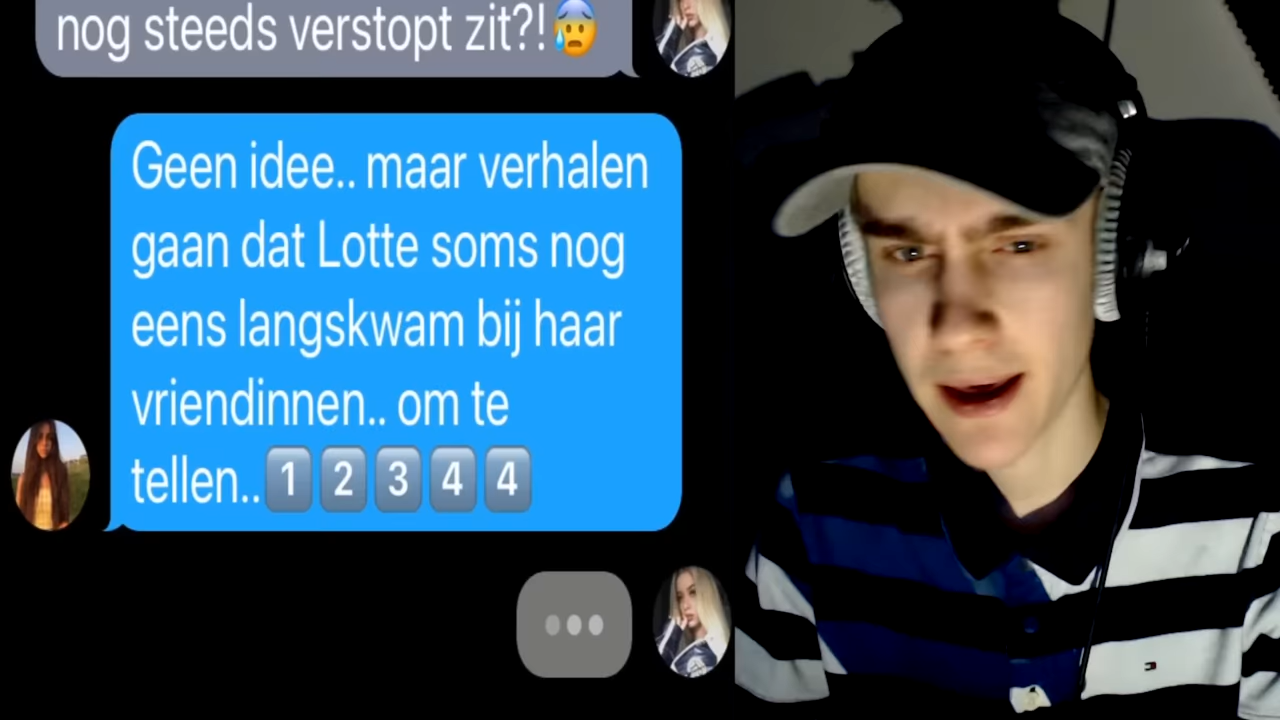 nog steeds verstopt zit?!😰
Geen idee.. maar verhalen
gaan dat Lotte soms nog
eens langskwam bij haar
vriendinnen.. om te
tellen..1️⃣2️⃣3️⃣4️⃣4️⃣